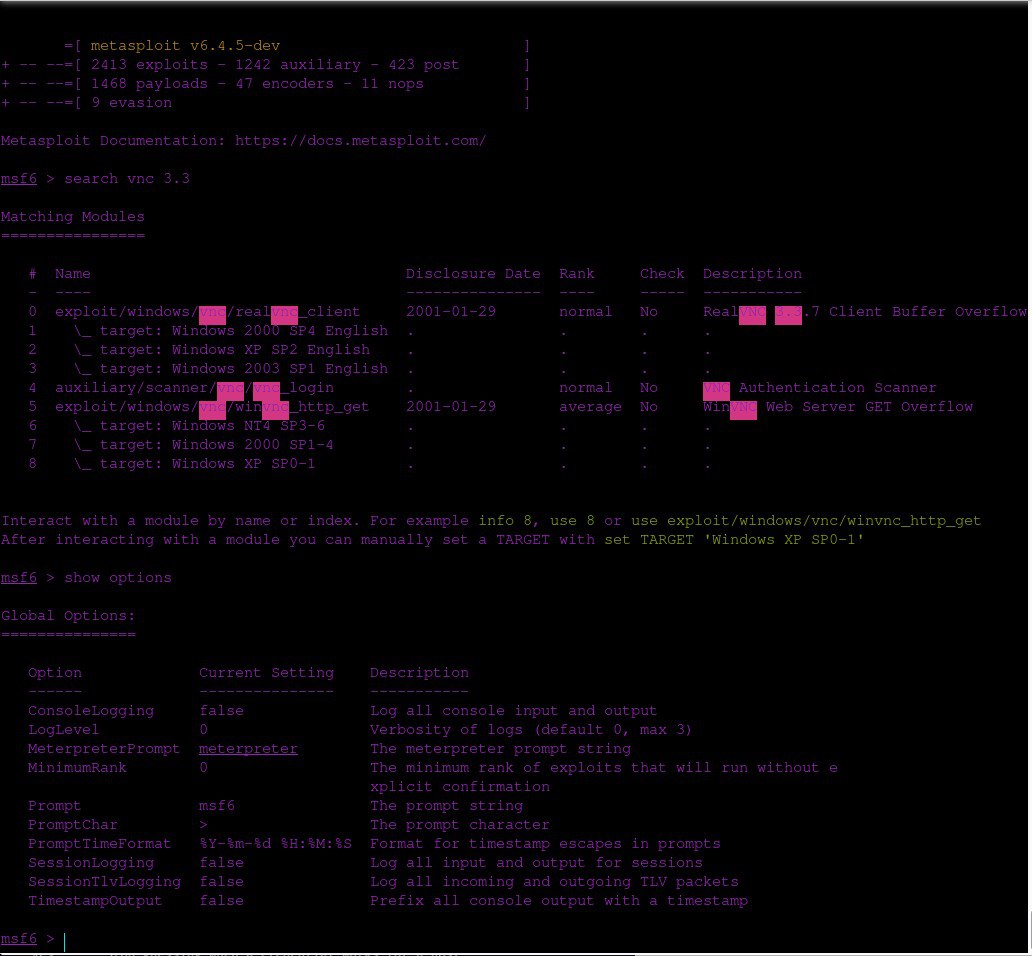 =[ metasploit v6.4.5-dev ]
+ -- --=[ 2413 exploits - 1242 auxiliary - 423 post ]
+ -- --=[ 1468 payloads - 47 encoders - 11 nops ]
+ -- --=[ 9 evasion ]
Metasploit Documentation: https://docs.metasploit.com/
msf6 > search vnc 3.3
Matching Modules
================
# Name Disclosure Date Rank Check Description
- ---- --------------- ---- ----- -----------
0 exploit/windows/vnc/realvnc_client 2001-01-29 normal No RealVNC 3.3.7 Client Buffer Overflow
1 \_ target: Windows 2000 SP4 English . . . .
2 \_ target: Windows XP SP2 English . . . .
3 \_ target: Windows 2003 SP1 English . . . .
4 auxiliary/scanner/vnc/vnc_login . normal No VNC Authentication Scanner
5 exploit/windows/vnc/winvnc_http_get 2001-01-29 average No WinVNC Web Server GET Overflow
6 \_ target: Windows NT4 SP3-6 . . . .
7 \_ target: Windows 2000 SP1-4 . . . .
8 \_ target: Windows XP SP0-1 . . . .
Interact with a module by name or index. For example info 8, use 8 or use exploit/windows/vnc/winvnc_http_get
After interacting with a module you can manually set a TARGET with set TARGET 'Windows XP SP0-1'
msf6 > show options
Global Options:
===============
Option Current Setting Description
------ --------------- -----------
ConsoleLogging false Log all console input and output
LogLevel 0 Verbosity of logs (default 0, max 3)
MeterpreterPrompt meterpreter The meterpreter prompt string
MinimumRank 0 The minimum rank of exploits that will run without e
xplicit confirmation
Prompt msf6 The prompt string
PromptChar > The prompt character
PromptTimeFormat %Y-%m-%d %H:%M:%S Format for timestamp escapes in prompts
SessionLogging false Log all input and output for sessions
SessionTlvLogging false Log all incoming and outgoing TLV packets
TimestampOutput false Prefix all console output with a timestamp
msf6 >